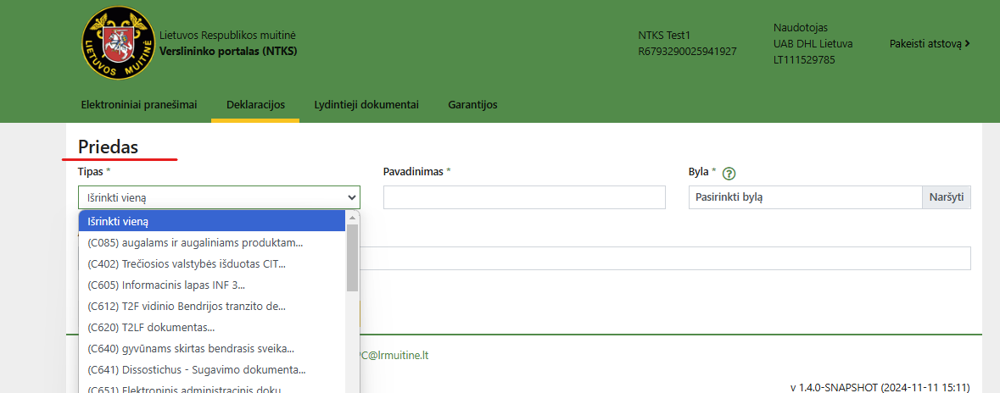 LIETUVOS MUITINĖ
Lietuvos Respublikos muitinė
Verslininko portalas (NTKS)
NTKS Test1
R6793290025941927
Naudotojas
UAB DHL Lietuva
LT111529785
Pakeisti atstovą
Elektroniniai pranešimai
Deklaracijos
Lydintieji dokumentai
Garantijos
Priedas
Tipas *
Pavadinimas *
Byla * ?
Išrinkti vieną
Pasirinkti bylą
Naršyti
Išrinkti vieną
(C085) augalams ir augaliniams produktam...
(C402) Trečiosios valstybės išduotas CIT...
(C605) Informacinis lapas INF 3...
(C612) T2F vidinio Bendrijos tranzito de...
(C620) T2LF dokumentas...
(C640) gyvūnams skirtas bendrasis sveika...
(C641) Dissostichus - Sugavimo dokumenta...
(C651) Elektroninis administracinis doku
PC@lrmuitine.lt
v 1.4.0-SNAPSHOT (2024-11-11 15:11)